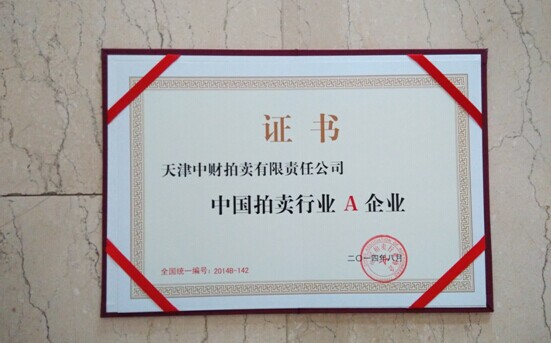 证书
天津中财拍卖有限责任公司
中国拍卖行业 A 企业
二〇一四年八月
全国统一编号：2014B-142